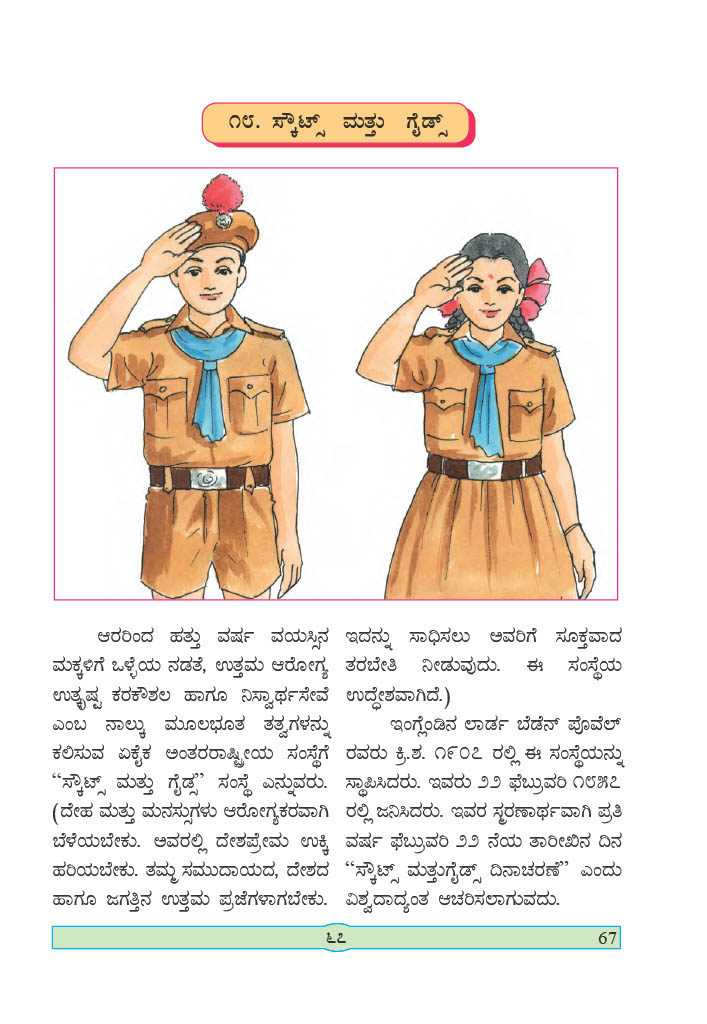 ೧೮. ಸ್ಕೌಟ್ಸ್ ಮತ್ತು ಗೈಡ್ಸ್
ಆರರಿಂದ ಹತ್ತು ವರ್ಷ ವಯಸ್ಸಿನ
ಮಕ್ಕಳಿಗೆ ಒಳ್ಳೆಯ ನಡತೆ, ಉತ್ತಮ ಆರೋಗ್ಯ
ಉತ್ಕೃಷ್ಟ ಕರಕೌಶಲ ಹಾಗೂ ನಿಸ್ವಾರ್ಥಸೇವೆ
ಎಂಬ ನಾಲ್ಕು ಮೂಲಭೂತ ತತ್ವಗಳನ್ನು
ಕಲಿಸುವ ಏಕೈಕ ಅಂತರರಾಷ್ಟ್ರೀಯ ಸಂಸ್ಥೆಗೆ
“ಸ್ಕೌಟ್ಸ್ ಮತ್ತು ಗೈಡ್ಸ” ಸಂಸ್ಥೆ ಎನ್ನುವರು.
(ದೇಹ ಮತ್ತು ಮನಸ್ಸುಗಳು ಆರೋಗ್ಯಕರವಾಗಿ
ಬೆಳೆಯಬೇಕು. ಅವರಲ್ಲಿ ದೇಶಪ್ರೇಮ ಉಕ್ಕಿ
ಹರಿಯಬೇಕು. ತಮ್ಮ ಸಮುದಾಯದ, ದೇಶದ
ಹಾಗೂ ಜಗತ್ತಿನ ಉತ್ತಮ ಪ್ರಜೆಗಳಾಗಬೇಕು.
ಇದನ್ನು ಸಾಧಿಸಲು ಅವರಿಗೆ ಸೂಕ್ತವಾದ
ತರಬೇತಿ ನೀಡುವುದು. ಈ ಸಂಸ್ಥೆಯ
ಉದ್ಧೇಶವಾಗಿದೆ.)
ಇಂಗ್ಲೆಂಡಿನ ಲಾರ್ಡ ಬೆಡೆನ್ ಪೊವೆಲ್
ರವರು ಕ್ರಿ.ಶ. ೧೯೦೭ ರಲ್ಲಿ ಈ ಸಂಸ್ಥೆಯನ್ನು
ಸ್ಥಾಪಿಸಿದರು. ಇವರು ೨೨ ಫೆಬ್ರುವರಿ ೧೮೫೭
ರಲ್ಲಿ ಜನಿಸಿದರು. ಇವರ ಸ್ಮರಣಾರ್ಥವಾಗಿ ಪ್ರತಿ
ವರ್ಷ ಫೆಬ್ರುವರಿ ೨೨ ನೆಯ ತಾರೀಖಿನ ದಿನ
“ಸ್ಕೌಟ್ಸ್ ಮತ್ತುಗೈಡ್ಸ್ ದಿನಾಚರಣೆ” ಎಂದು
ವಿಶ್ವದಾದ್ಯಂತ ಆಚರಿಸಲಾಗುವದು.
೬೭ 67